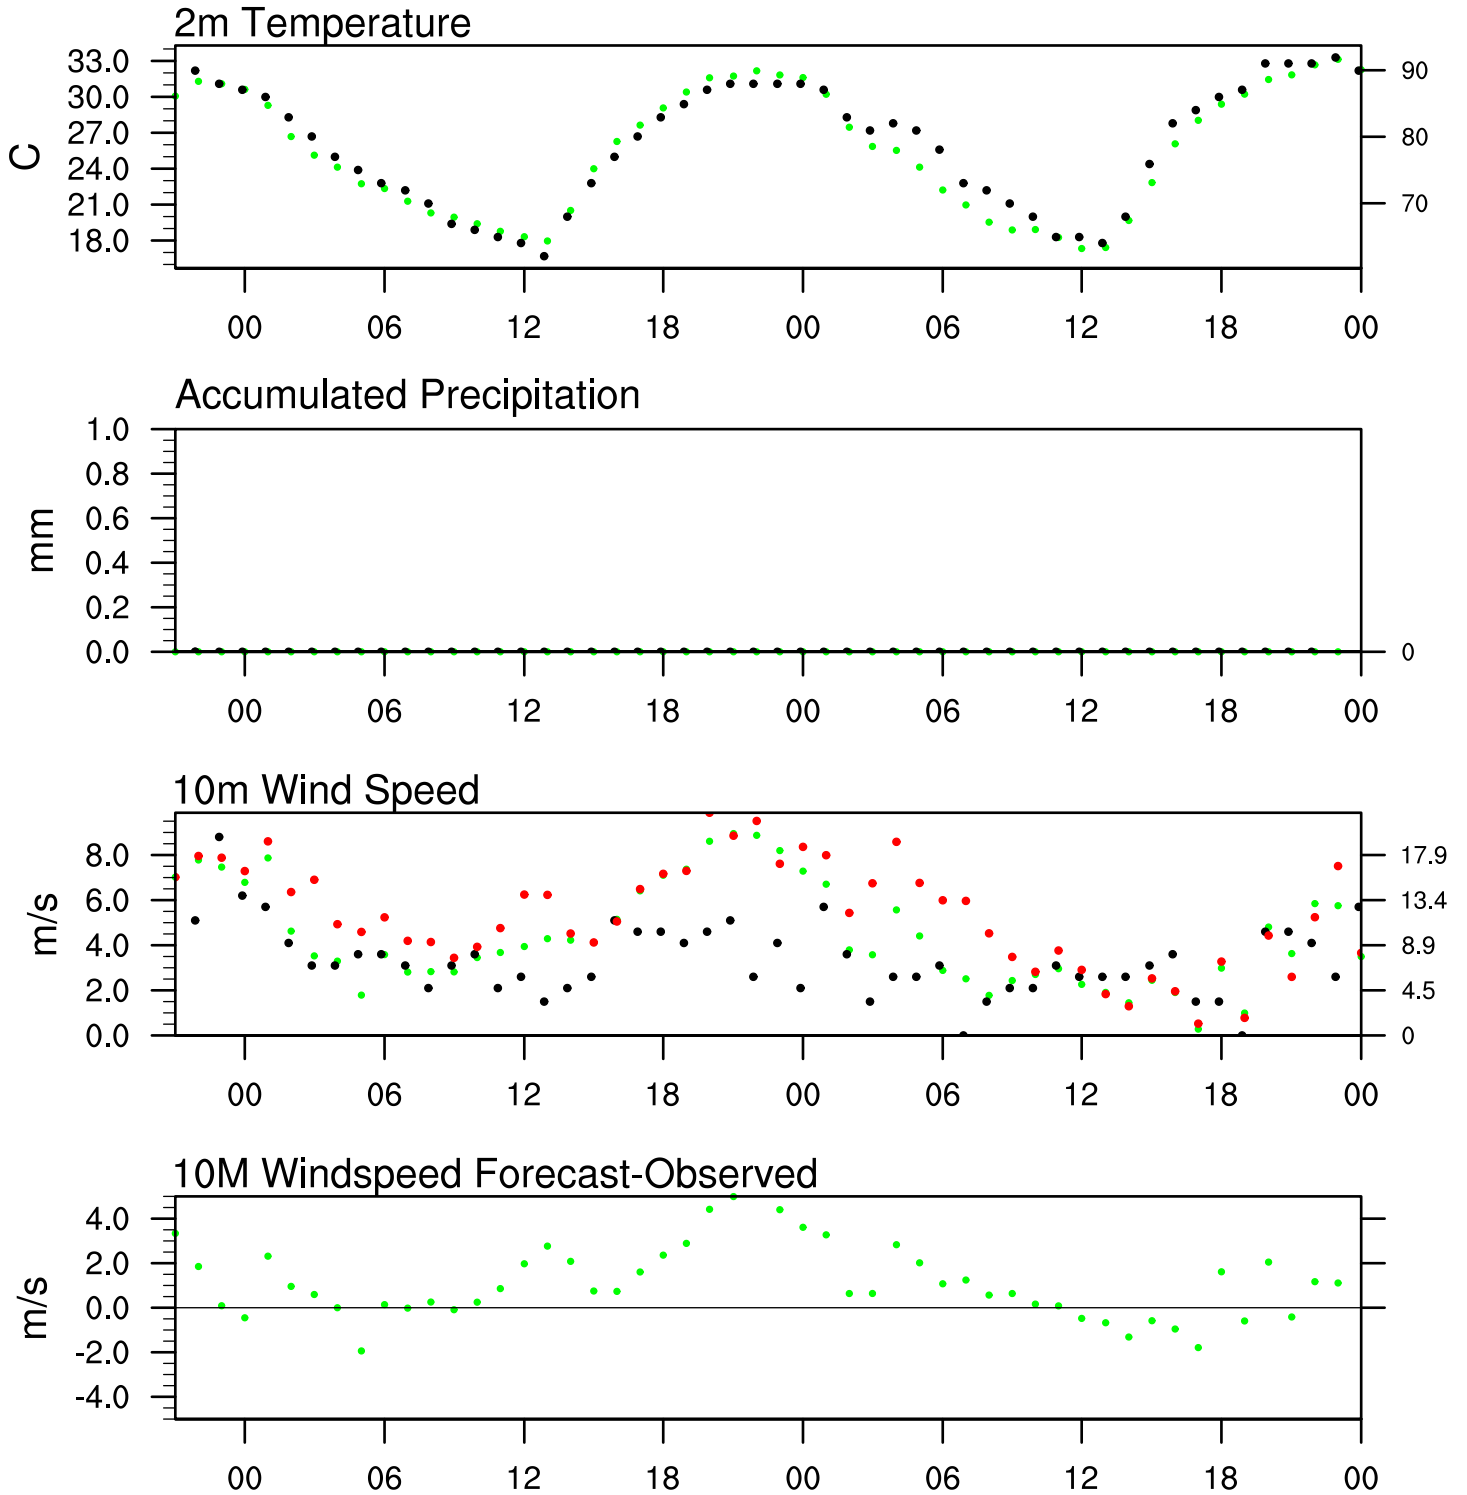 2m Temperature
C
33.0
30.0
27.0
24.0
21.0
18.0
90
80
70
00 06 12 18 00 06 12 18 00
Accumulated Precipitation
mm
1.0
0.8
0.6
0.4
0.2
0.0
0
00 06 12 18 00 06 12 18 00
10m Wind Speed
m/s
8.0
6.0
4.0
2.0
0.0
17.9
13.4
8.9
4.5
0
00 06 12 18 00 06 12 18 00
10M Windspeed Forecast-Observed
m/s
4.0
2.0
0.0
-2.0
-4.0
00 06 12 18 00 06 12 18 00